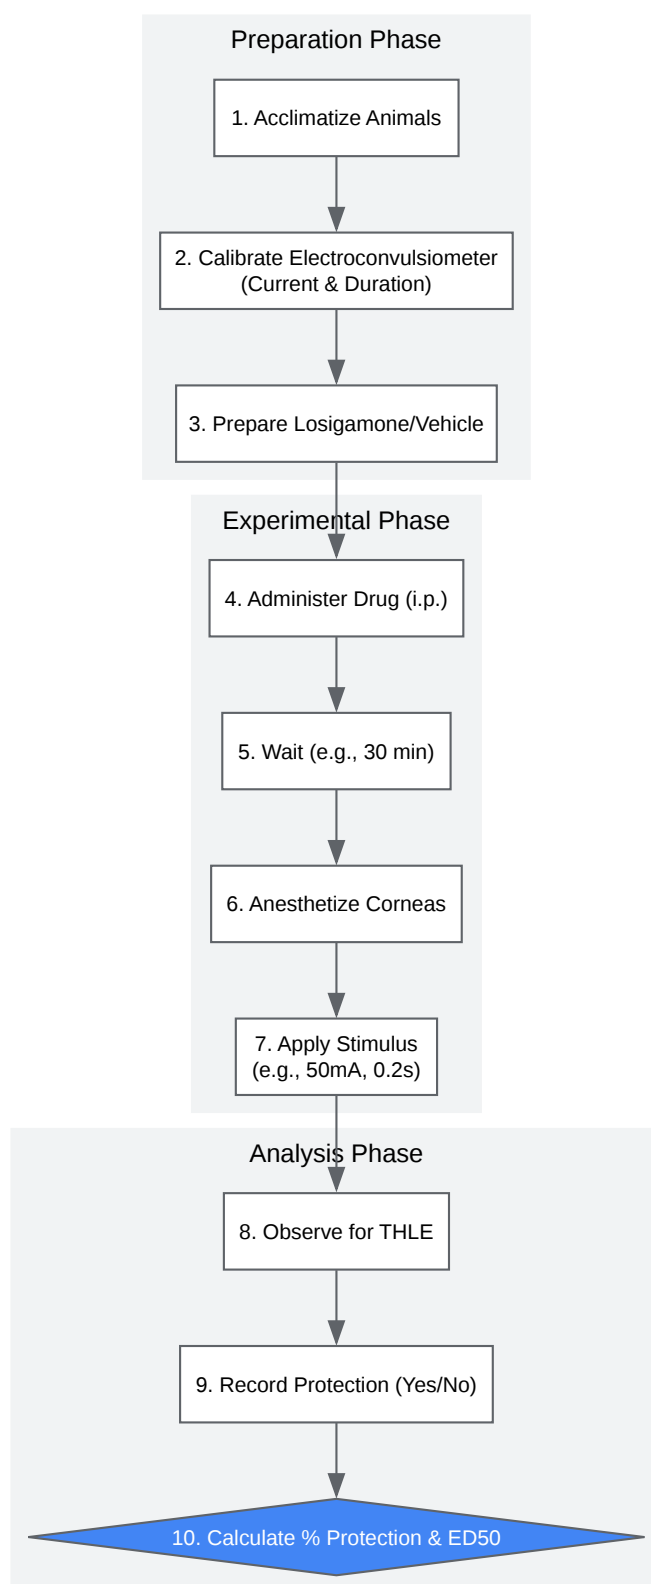 Preparation Phase
1. Acclimatize Animals
2. Calibrate Electroconvulsiometer
(Current & Duration)
3. Prepare Losigamone/Vehicle
Experimental Phase
4. Administer Drug (i.p.)
5. Wait (e.g., 30 min)
6. Anesthetize Corneas
7. Apply Stimulus
(e.g., 50mA, 0.2s)
Analysis Phase
8. Observe for THLE
9. Record Protection (Yes/No)
10. Calculate % Protection & ED50